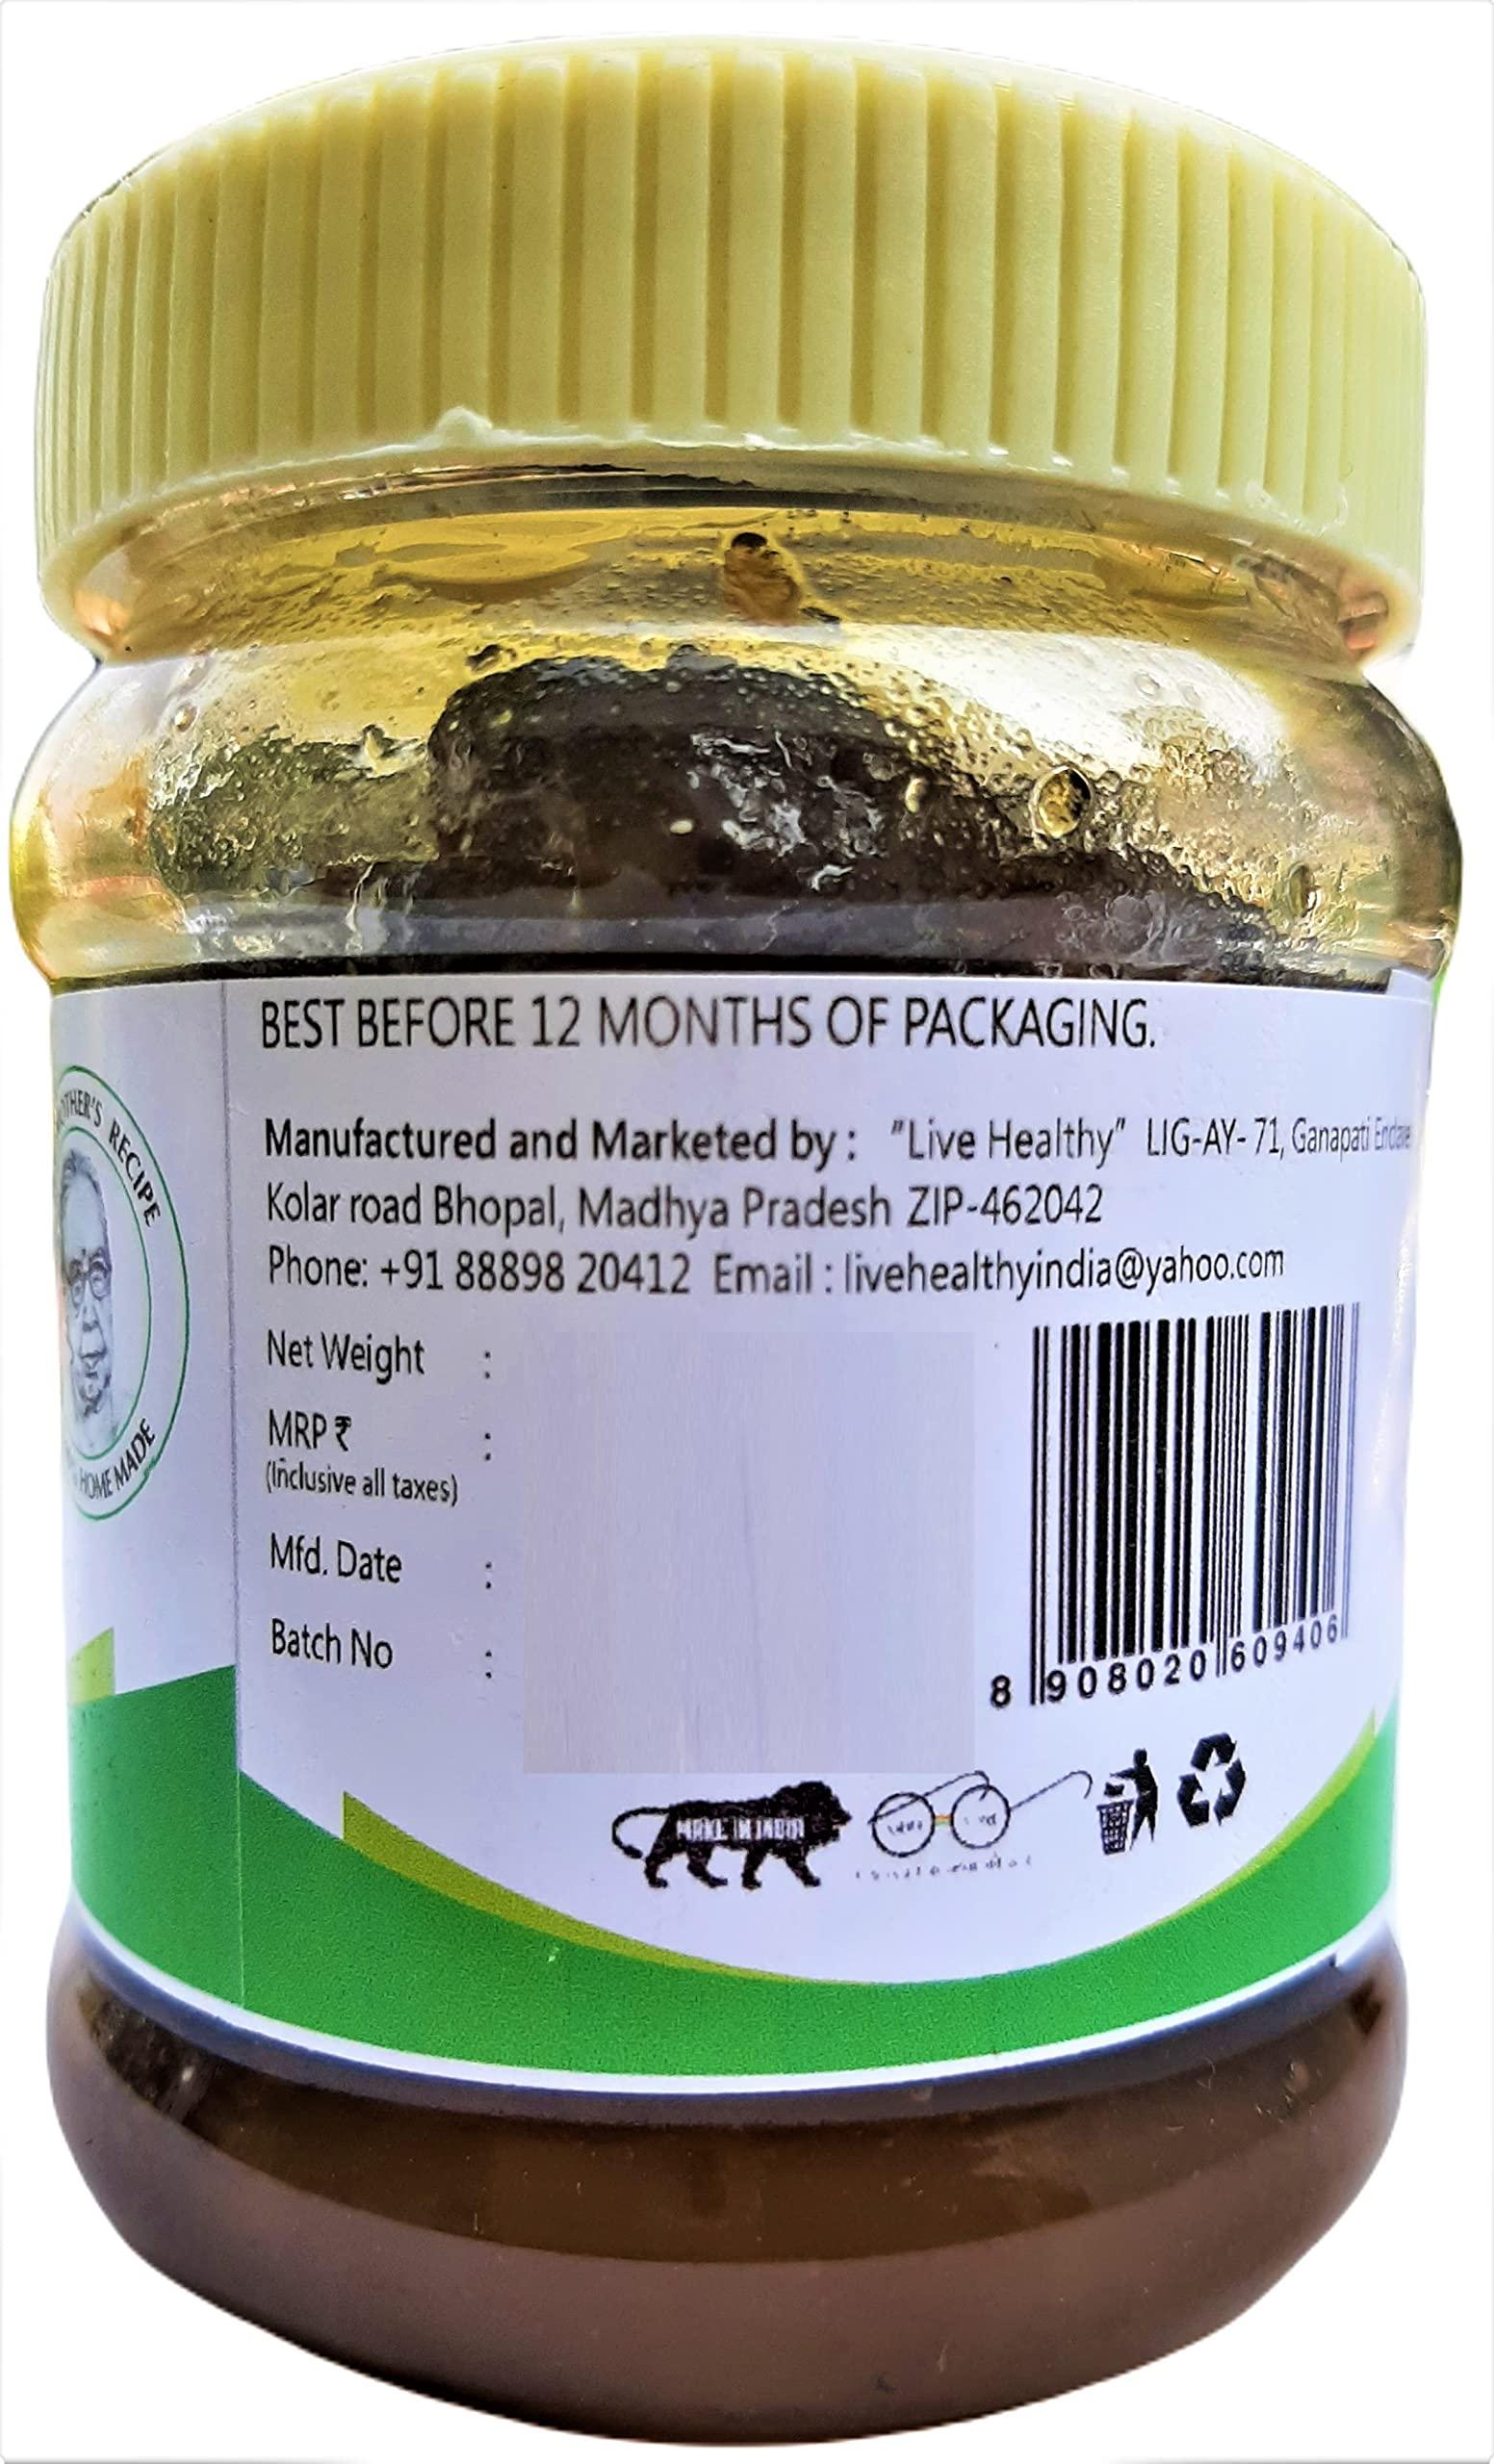 BEST BEFORE 12 MONTHS OF PACKAGING.
Manufactured and Marketed by : "Live Healthy" LIG-AY- 71, Ganapati Enclave
Kolar road Bhopal, Madhya Pradesh ZIP-462042
Phone: +91 88898 20412 Email : livehealthyindia@yahoo.com
Net Weight :
MRP ₹ :
(Inclusive all taxes)
Mfd. Date :
Batch No :
8 908020 609406
MAKE IN INDIA
RECIPE
HOME MADE